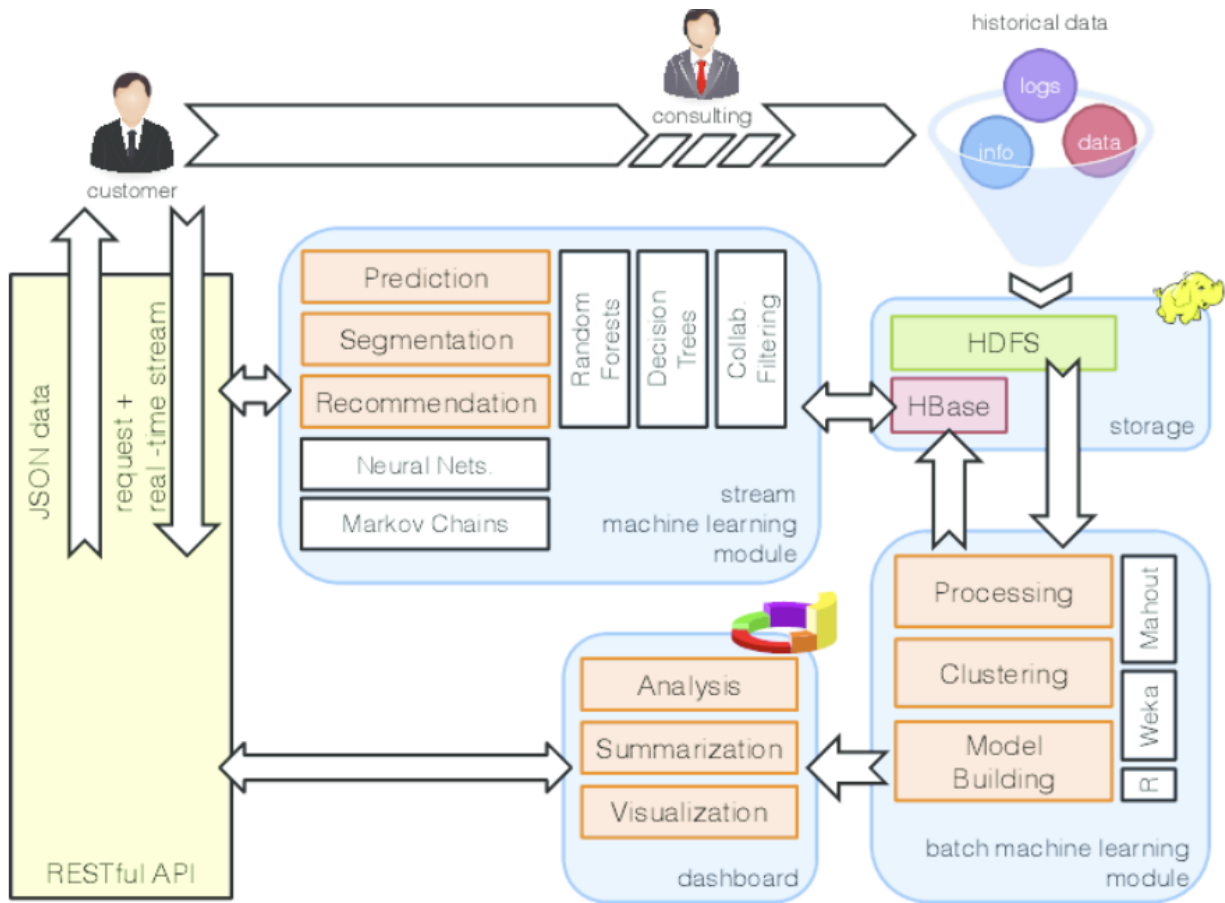 historical data
logs
info
data
consulting
customer
JSON data
request +
real -time stream
RESTful API
Prediction
Segmentation
Recommendation
Neural Nets.
Markov Chains
Random
Forests
Decision
Trees
Collab.
Filtering
stream
machine learning
module
HDFS
HBase
storage
Processing
Clustering
Model
Building
Mahout
Weka
R
batch machine learning
module
Analysis
Summarization
Visualization
dashboard